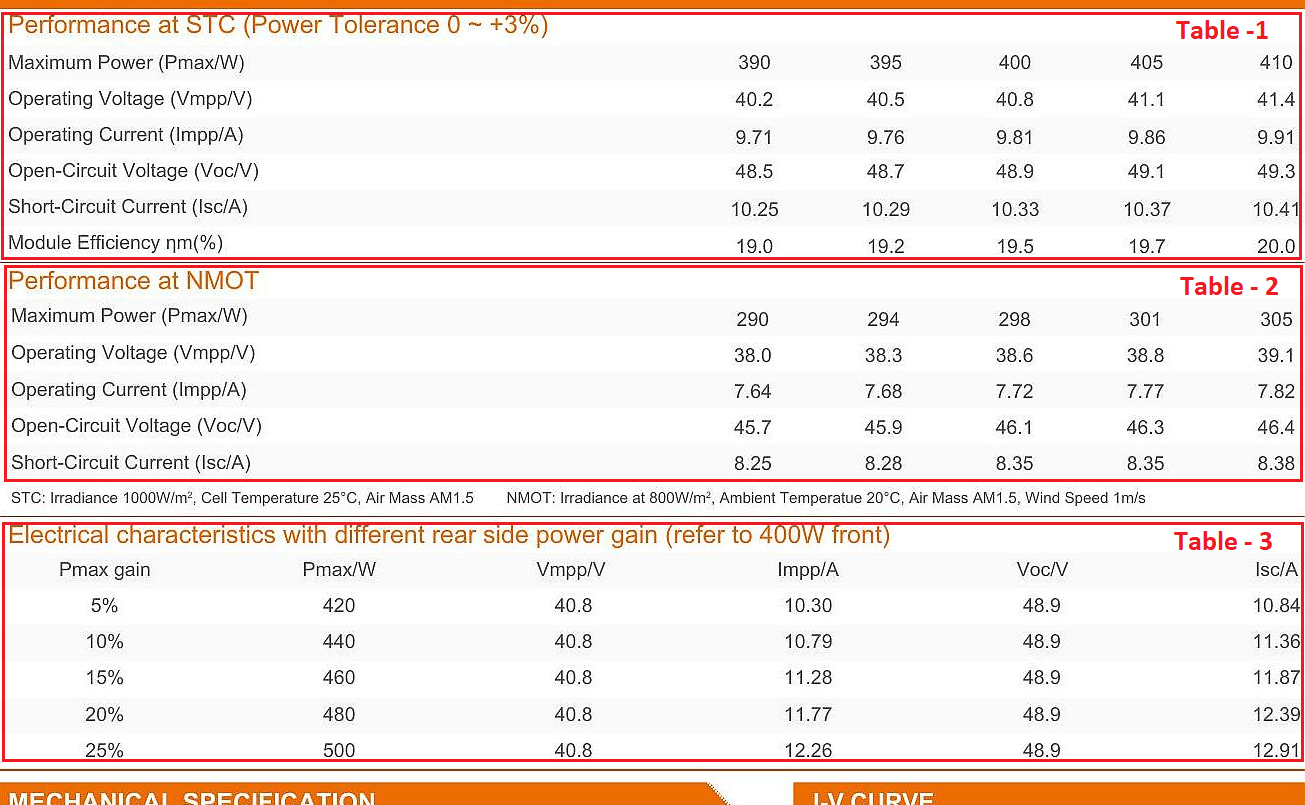 Performance at STC (Power Tolerance 0 ~ +3%) Table -1
Maximum Power (Pmax/W) 390 395 400 405 410
Operating Voltage (Vmpp/V) 40.2 40.5 40.8 41.1 41.4
Operating Current (Impp/A) 9.71 9.76 9.81 9.86 9.91
Open-Circuit Voltage (Voc/V) 48.5 48.7 48.9 49.1 49.3
Short-Circuit Current (Isc/A) 10.25 10.29 10.33 10.37 10.41
Module Efficiency ηm(%) 19.0 19.2 19.5 19.7 20.0
Performance at NMOT Table - 2
Maximum Power (Pmax/W) 290 294 298 301 305
Operating Voltage (Vmpp/V) 38.0 38.3 38.6 38.8 39.1
Operating Current (Impp/A) 7.64 7.68 7.72 7.77 7.82
Open-Circuit Voltage (Voc/V) 45.7 45.9 46.1 46.3 46.4
Short-Circuit Current (Isc/A) 8.25 8.28 8.35 8.35 8.38
STC: Irradiance 1000W/m², Cell Temperature 25°C, Air Mass AM1.5 NMOT: Irradiance at 800W/m², Ambient Temperatue 20°C, Air Mass AM1.5, Wind Speed 1m/s
Electrical characteristics with different rear side power gain (refer to 400W front) Table - 3
Pmax gain Pmax/W Vmpp/V Impp/A Voc/V Isc/A
5% 420 40.8 10.30 48.9 10.84
10% 440 40.8 10.79 48.9 11.36
15% 460 40.8 11.28 48.9 11.87
20% 480 40.8 11.77 48.9 12.39
25% 500 40.8 12.26 48.9 12.91
MECHANICAL SPECIFICATION I-V CURVE